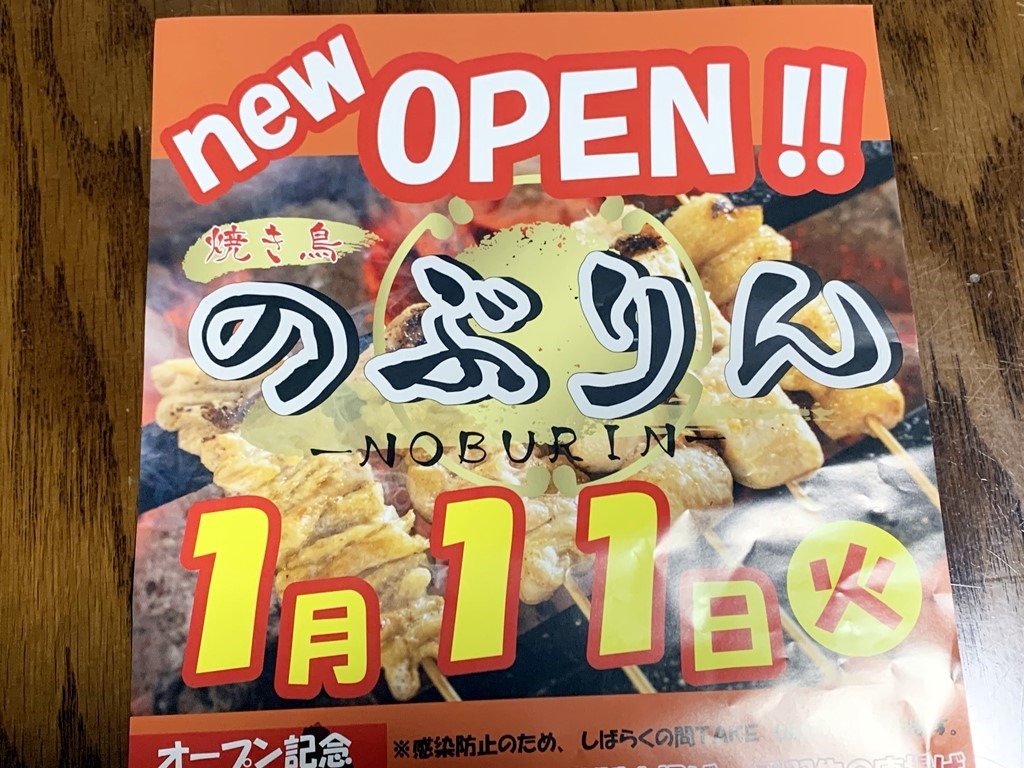 new OPEN!!
焼き鳥
のぶりん
-NOBURIN-
1月11日 火
オープン記念
※感染防止のため、しばらくの間TAKE